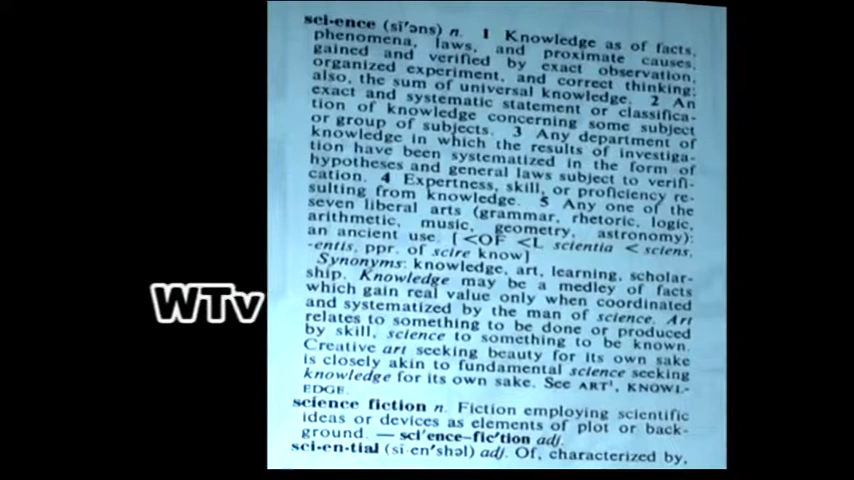 sci·ence (sī′əns) n. 1 Knowledge as of facts,
phenomena, laws, and proximate causes,
gained and verified by exact observation,
organized experiment, and correct thinking;
also, the sum of universal knowledge. 2 An
exact and systematic statement or classifica-
tion of knowledge concerning some subject
or group of subjects. 3 Any department of
knowledge in which the results of investiga-
tion have been systematized in the form of
hypotheses and general laws subject to verifi-
cation. 4 Expertness, skill, or proficiency re-
sulting from knowledge. 5 Any one of the
seven liberal arts (grammar, rhetoric, logic,
arithmetic, music, geometry, astronomy):
an ancient use. [<OF <L scientia < sciens,
-entis, ppr. of scire know]
Synonyms: knowledge, art, learning, scholar-
ship. Knowledge may be a medley of facts
which gain real value only when coordinated
and systematized by the man of science. Art
relates to something to be done or produced
by skill, science to something to be known.
Creative art seeking beauty for its own sake
is closely akin to fundamental science seeking
knowledge for its own sake. See ART¹, KNOWL-
EDGE.
science fiction n. Fiction employing scientific
ideas or devices as elements of plot or back-
ground. — sci′ence-fic′tion adj.
sci·en·tial (sī·en′shəl) adj. Of, characterized by,
WTv